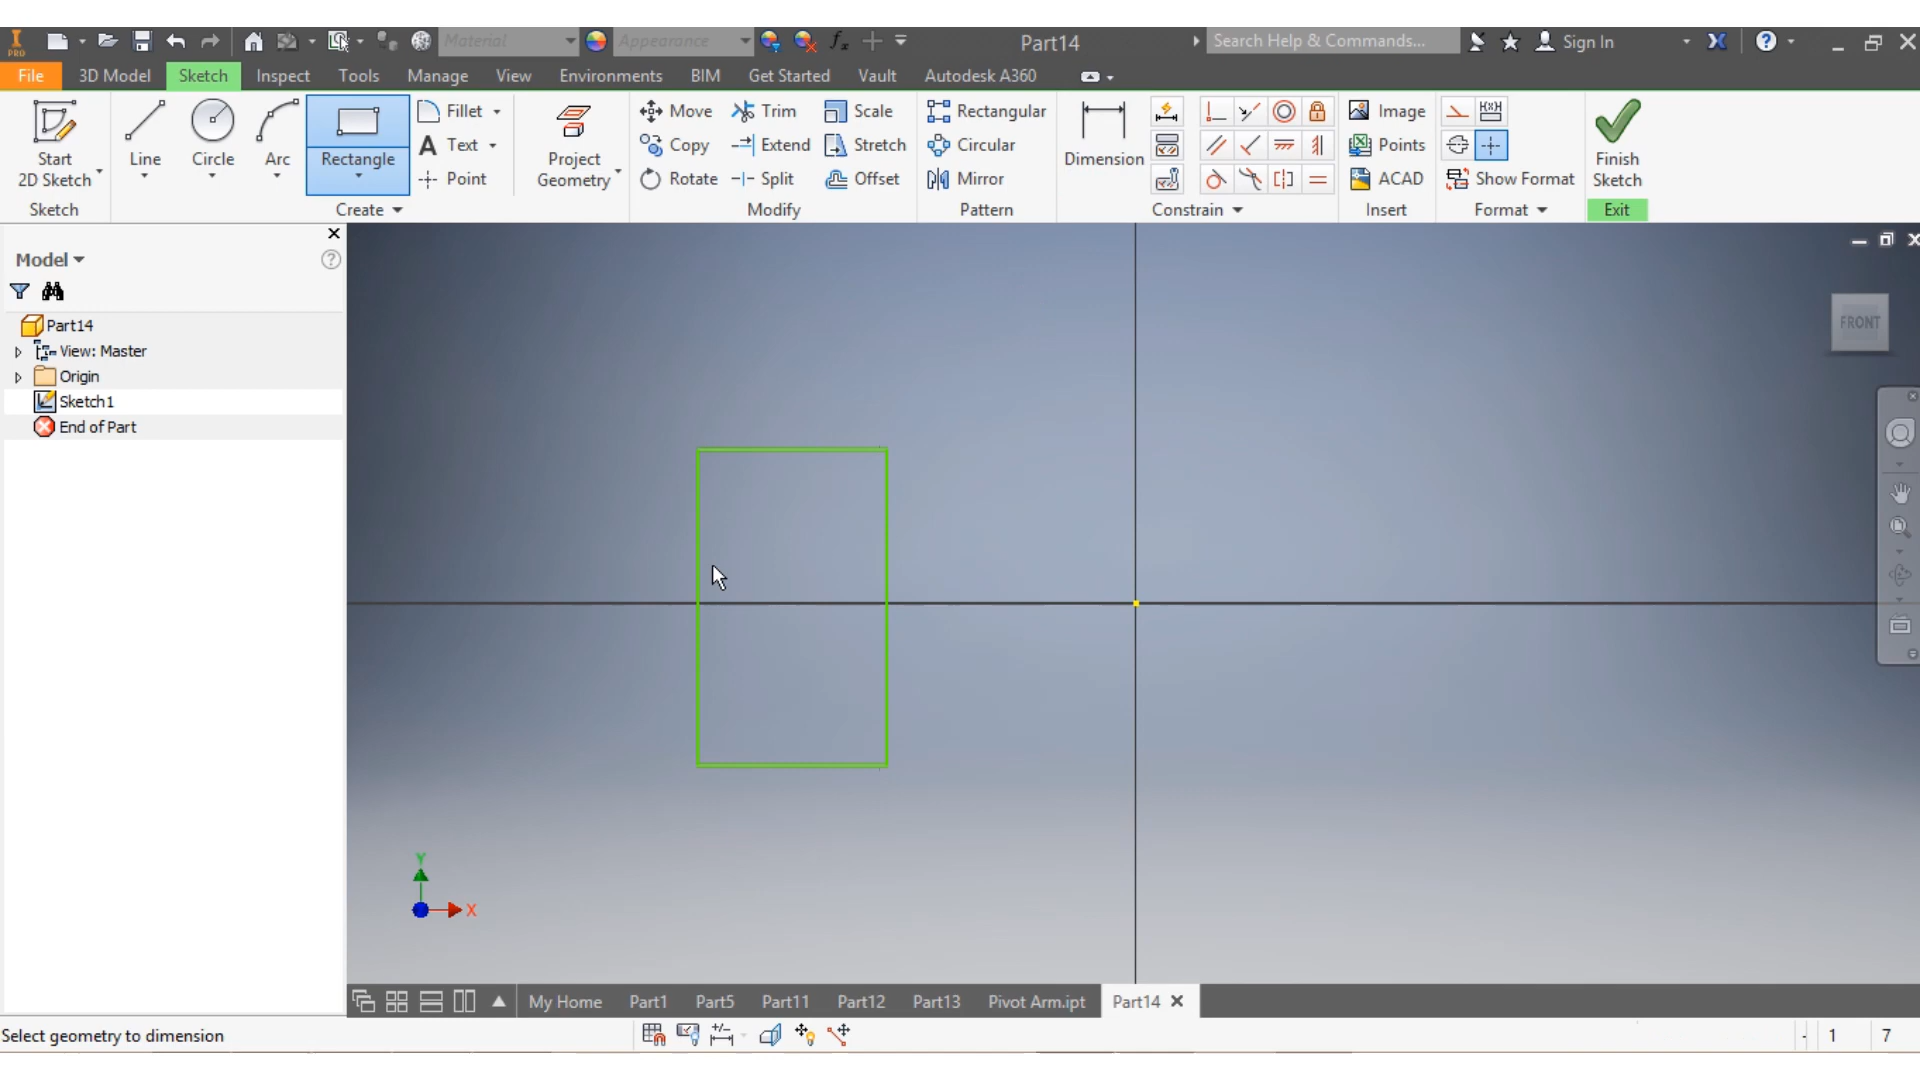 PRO Material Appearance Part14 Search Help & Commands... Sign In
File 3D Model Sketch Inspect Tools Manage View Environments BIM Get Started Vault Autodesk A360
Start
2D Sketch
Line
Circle
Arc
Rectangle
Fillet
Text
Point
Project
Geometry
Move
Copy
Rotate
Trim
Extend
Split
Scale
Stretch
Offset
Rectangular
Circular
Mirror
Dimension
Image
Points
ACAD
Show Format
Finish
Sketch
Sketch Create Modify Pattern Constrain Insert Format Exit
Model
Part14
View: Master
Origin
Sketch1
End of Part
FRONT
Y
X
My Home Part1 Part5 Part11 Part12 Part13 Pivot Arm.ipt Part14
Select geometry to dimension
- 1 7